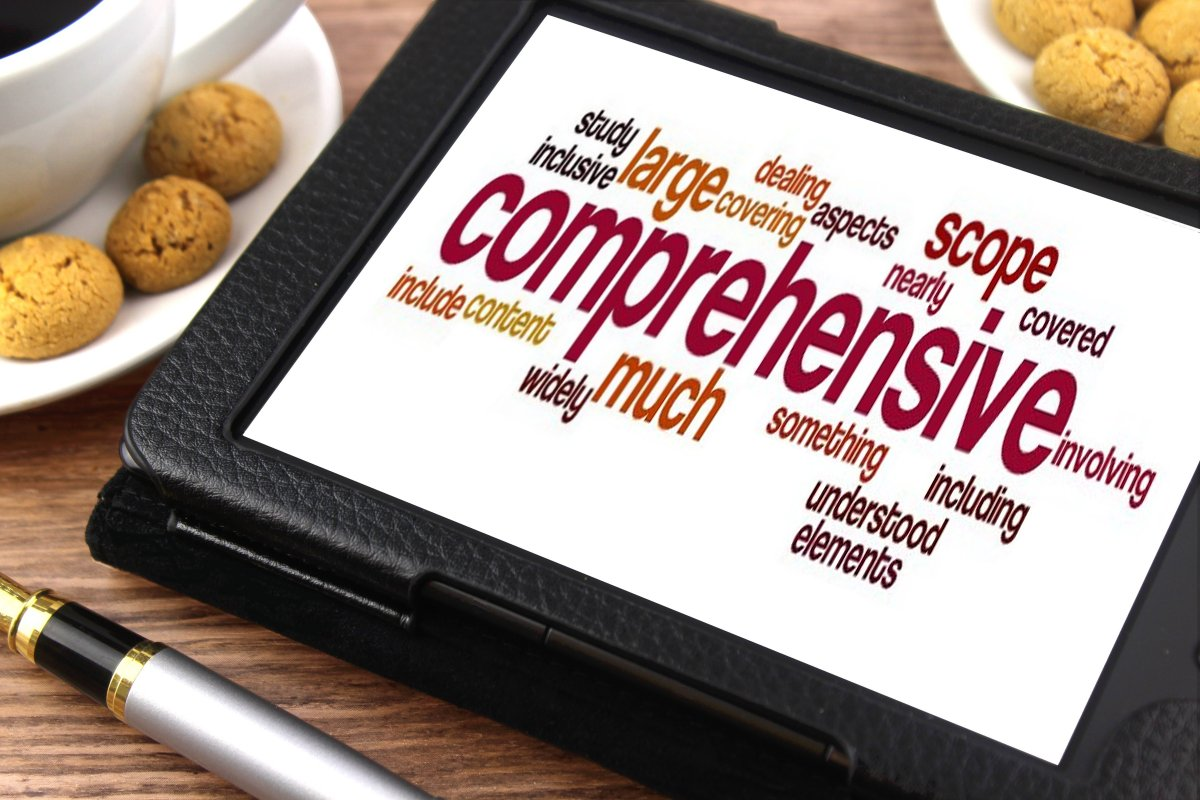 study
inclusive
large
dealing
covering
aspects
scope
comprehensive
nearly
covered
include
content
widely
much
something
involving
including
understood
elements